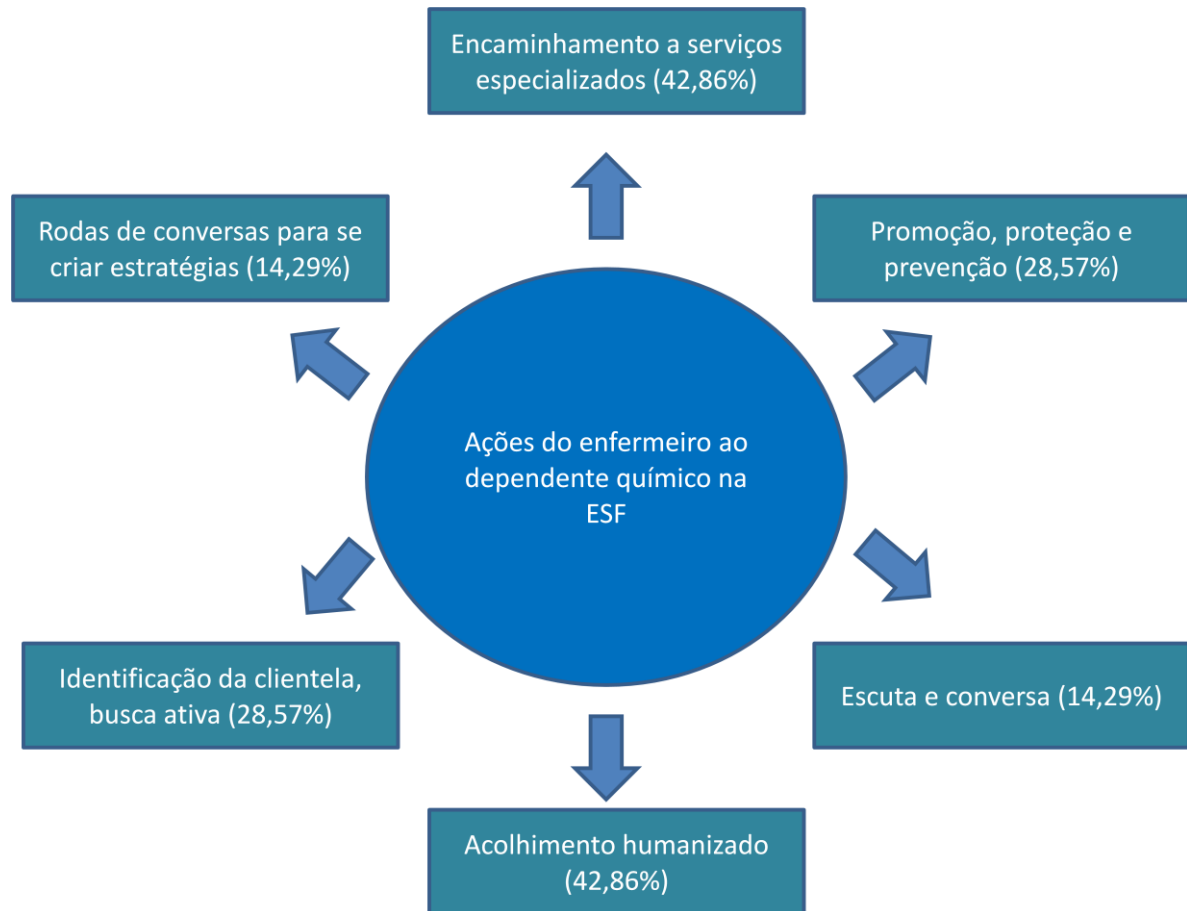 Encaminhamento a serviços
especializados (42,86%)
Rodas de conversas para se
criar estratégias (14,29%)
Promoção, proteção e
prevenção (28,57%)
Ações do enfermeiro ao
dependente químico na
ESF
Identificação da clientela,
busca ativa (28,57%)
Escuta e conversa (14,29%)
Acolhimento humanizado
(42,86%)